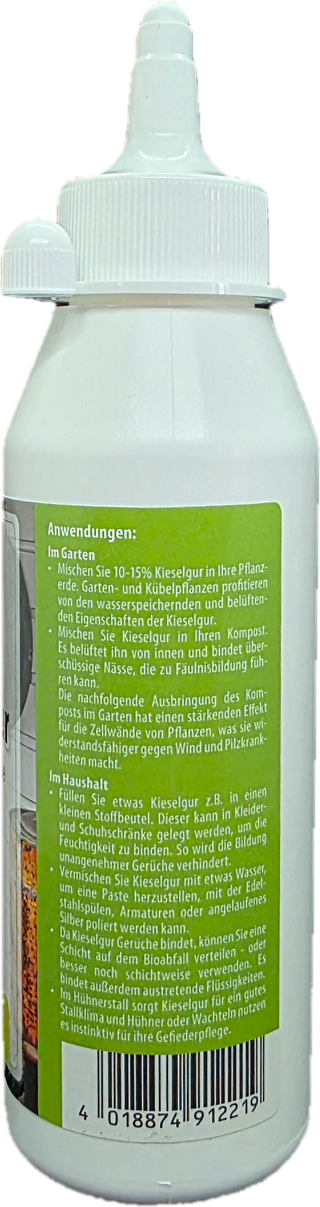 Anwendungen:
Im Garten
• Mischen Sie 10-15% Kieselgur in Ihre Pflanz-
erde. Garten- und Kübelpflanzen profitieren
von den wasserspeichernden und belüften-
den Eigenschaften der Kieselgur.
• Mischen Sie Kieselgur in Ihren Kompost.
Es belüftet ihn von innen und bindet über-
schüssige Nässe, die zu Fäulnisbildung füh-
ren kann.
Die nachfolgende Ausbringung des Kom-
posts im Garten hat einen stärkenden Effekt
für die Zellwände von Pflanzen, was sie wi-
derstandsfähiger gegen Wind und Pilzkrank-
heiten macht.
Im Haushalt
• Füllen Sie etwas Kieselgur z.B. in einen
kleinen Stoffbeutel. Dieser kann in Kleider-
und Schuhschränke gelegt werden, um die
Feuchtigkeit zu binden. So wird die Bildung
unangenehmer Gerüche verhindert.
• Vermischen Sie Kieselgur mit etwas Wasser,
um eine Paste herzustellen, mit der Edel-
stahlspülen, Armaturen oder angelaufenes
Silber poliert werden kann.
• Da Kieselgur Gerüche bindet, können Sie eine
Schicht auf dem Bioabfall verteilen - oder
besser noch schichtweise verwenden. Es
bindet außerdem austretende Flüssigkeiten.
• Im Hühnerstall sorgt Kieselgur für ein gutes
Stallklima und Hühner oder Wachteln nutzen
es instinktiv für ihre Gefiederpflege.
4 018874 912219